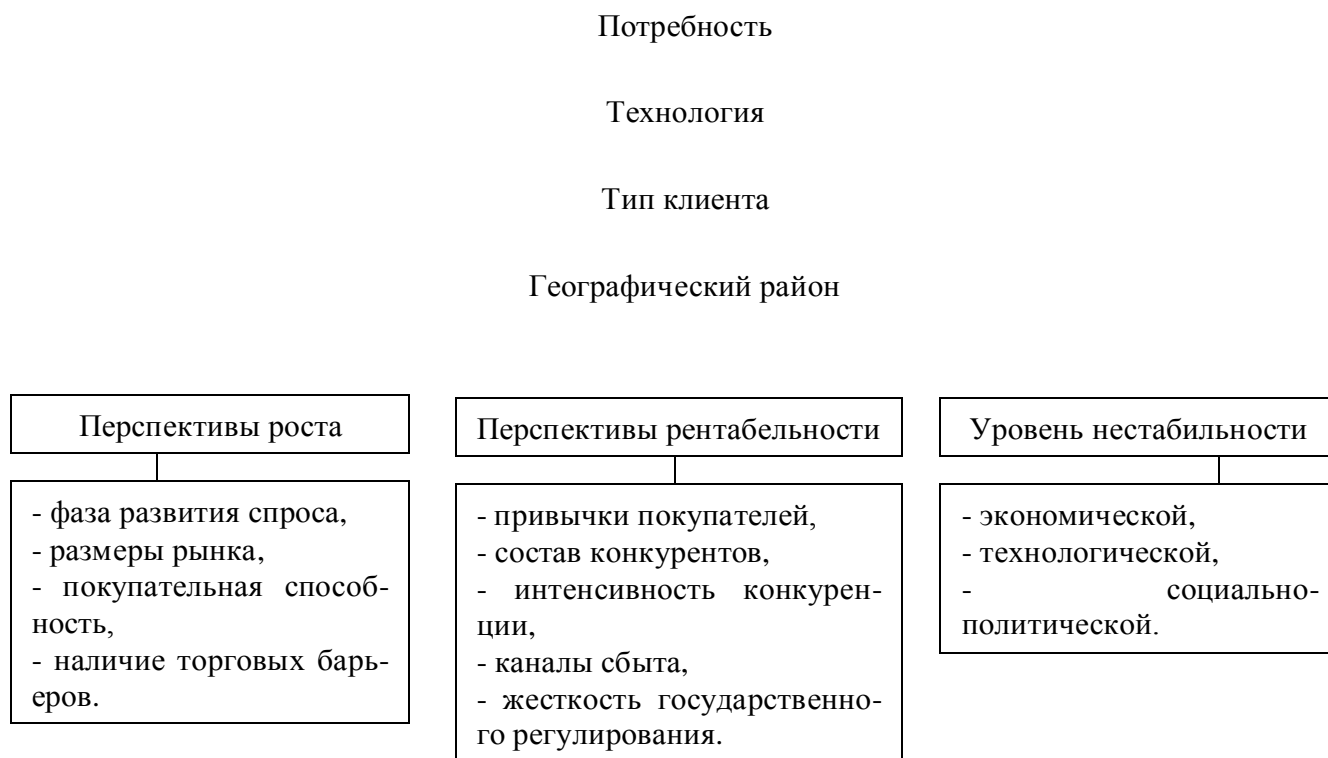 Потребность
Технология
Тип клиента
Географический район
Перспективы роста
- фаза развития спроса,
- размеры рынка,
- покупательная способ-
ность,
- наличие торговых барь-
еров.
Перспективы рентабельности
- привычки покупателей,
- состав конкурентов,
- интенсивность конкурен-
ции,
- каналы сбыта,
- жесткость государственно-
го регулирования.
Уровень нестабильности
- экономической,
- технологической,
- социально-
политической.